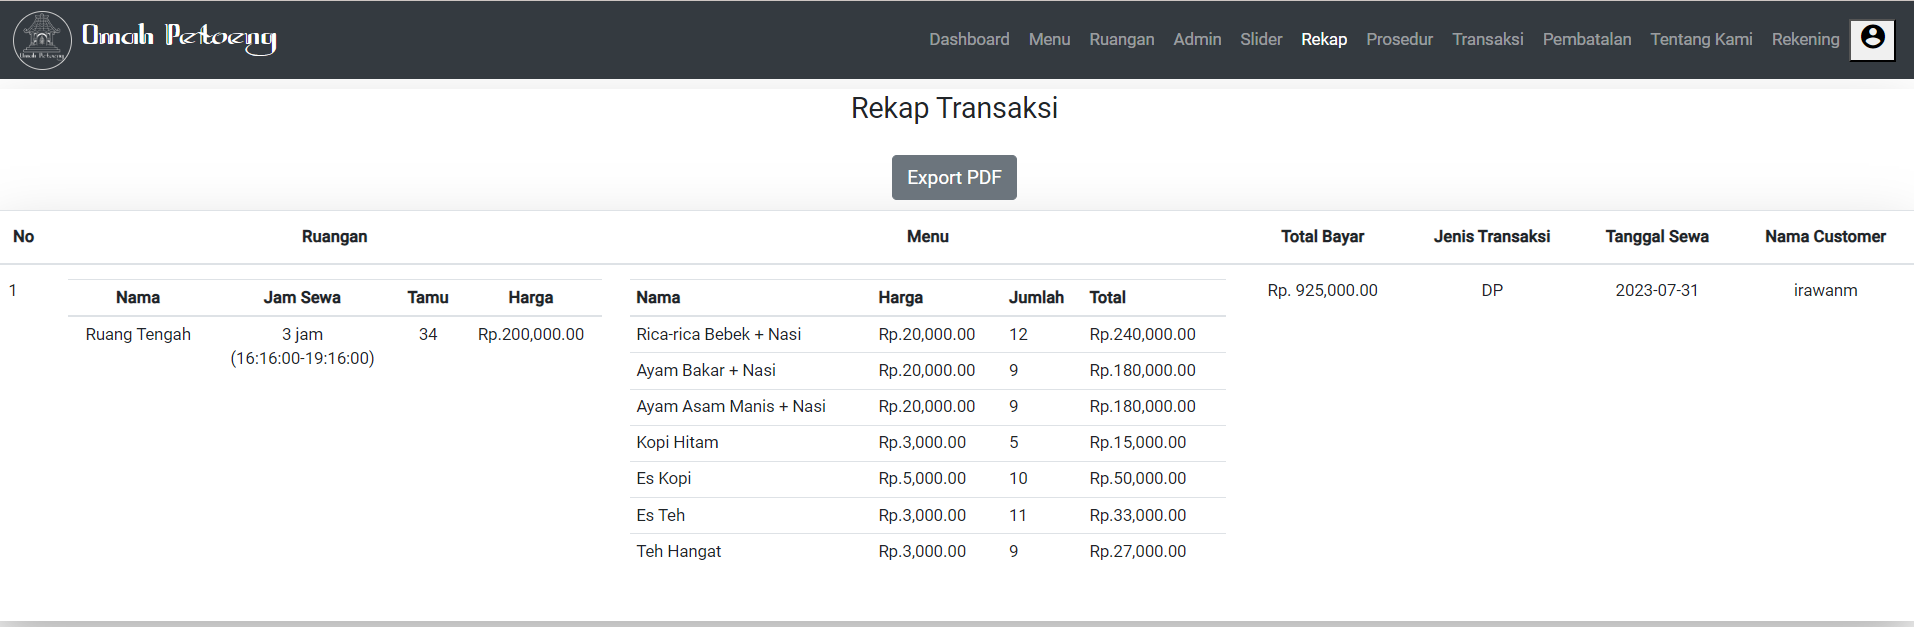 Omah Petoeng
Omah Petoeng
Dashboard Menu Ruangan Admin Slider Rekap Prosedur Transaksi Pembatalan Tentang Kami Rekening
Rekap Transaksi
Export PDF
No Ruangan Menu Total Bayar Jenis Transaksi Tanggal Sewa Nama Customer
1
Nama Jam Sewa Tamu Harga
Ruang Tengah 3 jam 34 Rp.200,000.00
(16:16:00-19:16:00)
Nama Harga Jumlah Total
Rica-rica Bebek + Nasi Rp.20,000.00 12 Rp.240,000.00
Ayam Bakar + Nasi Rp.20,000.00 9 Rp.180,000.00
Ayam Asam Manis + Nasi Rp.20,000.00 9 Rp.180,000.00
Kopi Hitam Rp.3,000.00 5 Rp.15,000.00
Es Kopi Rp.5,000.00 10 Rp.50,000.00
Es Teh Rp.3,000.00 11 Rp.33,000.00
Teh Hangat Rp.3,000.00 9 Rp.27,000.00
Rp. 925,000.00 DP 2023-07-31 irawanm